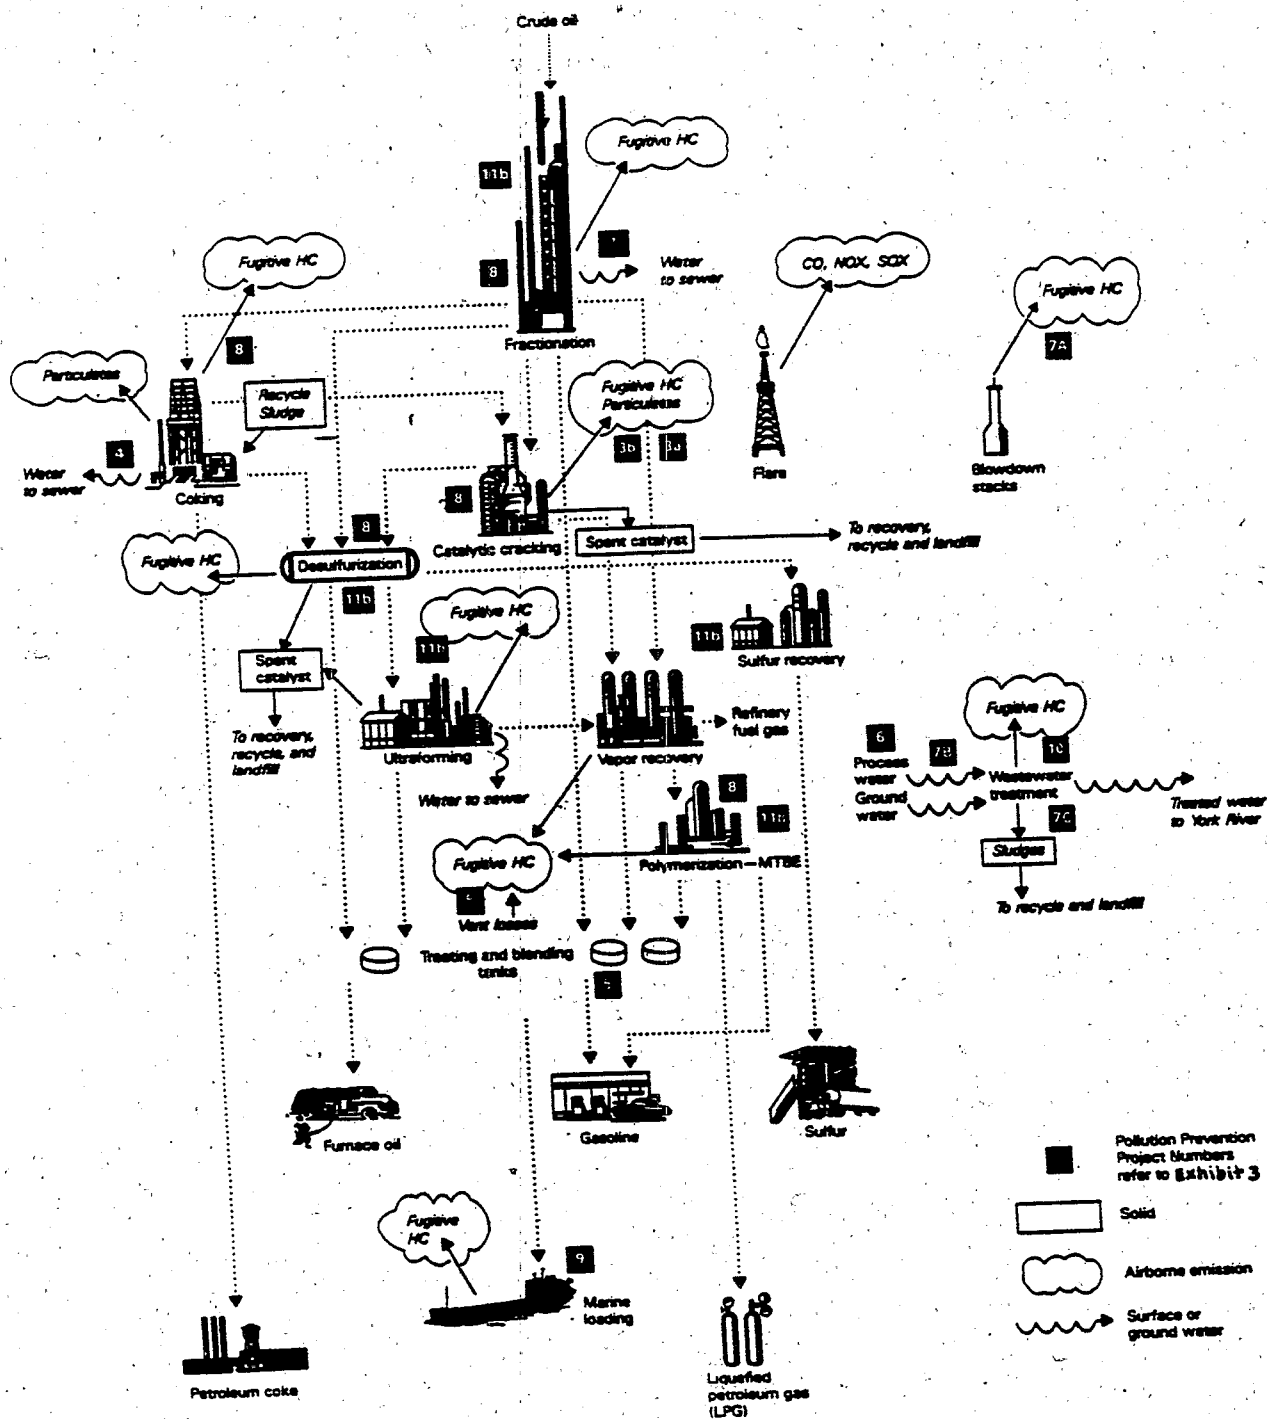 Crude oil
Fugitive HC
11b
1
8
Water
to sewer
Fractionation
Fugitive HC
CO, NOX, SOX
Fugitive HC
7A
8
Particulates
Recycle
Sludge
Fugitive HC
Particulates
3b
3a
4
Water
to sewer
Coking
Flare
Blowdown
stacks
8
8
Catalytic cracking
Spent catalyst
To recovery,
recycle and landfill
Fugitive HC
Desulfurization
11b
Fugitive HC
11b
11b
Sulfur recovery
Spent
catalyst
To recovery,
recycle, and
landfill
Ultraforming
Water to sewer
Vapor recovery
Refinery
fuel gas
Fugitive HC
6
7B
10
Process
water
Ground
water
Wastewater
treatment
Treated water
to York River
7C
Sludges
To recycle and landfill
8
Polymerization—MTBE
Fugitive HC
Vent losses
Treating and blending
tanks
5
Furnace oil
Gasoline
Sulfur
Fugitive
HC
9
Marine
loading
Petroleum coke
Liquefied
petroleum gas
(LPG)
Pollution Prevention
Project Numbers
refer to Exhibit 3
Solid
Airborne emission
Surface or
ground water